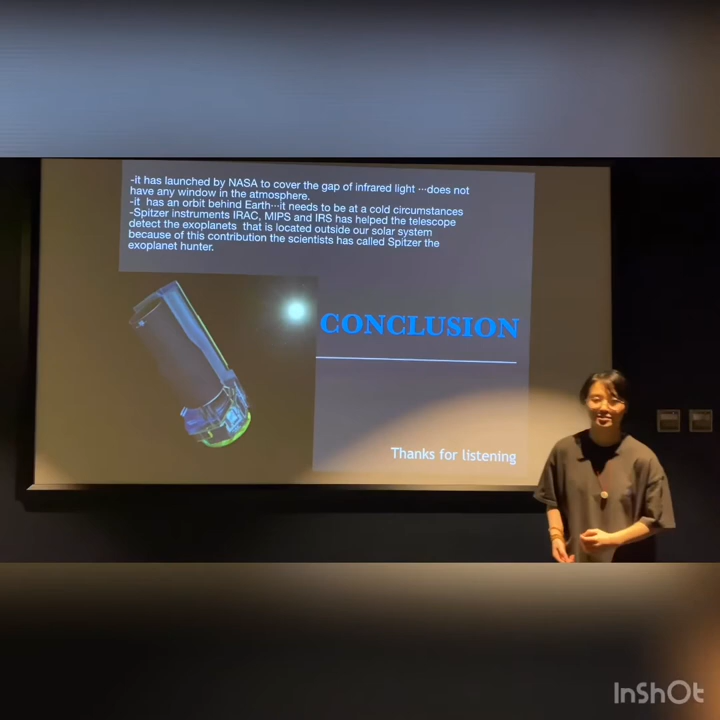 -it has launched by NASA to cover the gap of infrared light ···does not
have any window in the atmosphere.
-it  has an orbit behind Earth···it needs to be at a cold circumstances
-Spitzer instruments IRAC, MIPS and IRS has helped the telescope
detect the exoplanets  that is located outside our solar system
because of this contribution the scientists has called Spitzer the
exoplanet hunter.
CONCLUSION
Thanks for listening
InShOt